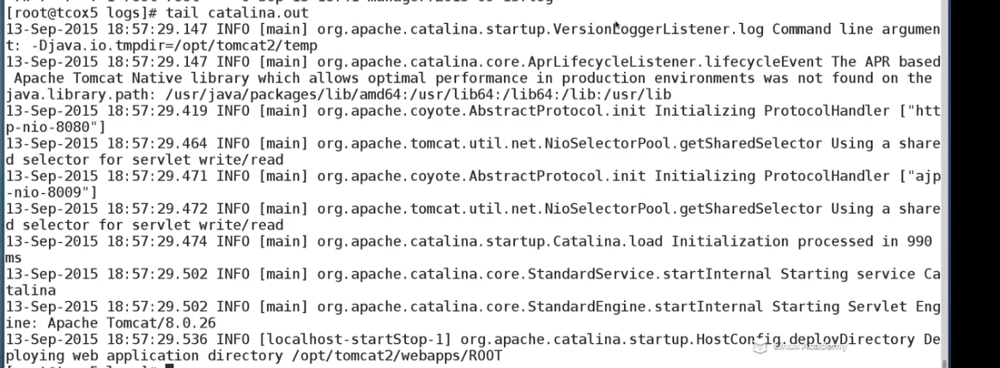 [root@tcox5 logs]# tail catalina.out
13-Sep-2015 18:57:29.147 INFO [main] org.apache.catalina.startup.VersionLoggerListener.log Command line argumen
t: -Djava.io.tmpdir=/opt/tomcat2/temp
13-Sep-2015 18:57:29.147 INFO [main] org.apache.catalina.core.AprLifecycleListener.lifecycleEvent The APR based
 Apache Tomcat Native library which allows optimal performance in production environments was not found on the
java.library.path: /usr/java/packages/lib/amd64:/usr/lib64:/lib64:/lib:/usr/lib
13-Sep-2015 18:57:29.419 INFO [main] org.apache.coyote.AbstractProtocol.init Initializing ProtocolHandler ["htt
p-nio-8080"]
13-Sep-2015 18:57:29.464 INFO [main] org.apache.tomcat.util.net.NioSelectorPool.getSharedSelector Using a share
d selector for servlet write/read
13-Sep-2015 18:57:29.471 INFO [main] org.apache.coyote.AbstractProtocol.init Initializing ProtocolHandler ["ajp
-nio-8009"]
13-Sep-2015 18:57:29.472 INFO [main] org.apache.tomcat.util.net.NioSelectorPool.getSharedSelector Using a share
d selector for servlet write/read
13-Sep-2015 18:57:29.474 INFO [main] org.apache.catalina.startup.Catalina.load Initialization processed in 990
ms
13-Sep-2015 18:57:29.502 INFO [main] org.apache.catalina.core.StandardService.startInternal Starting service Ca
talina
13-Sep-2015 18:57:29.502 INFO [main] org.apache.catalina.core.StandardEngine.startInternal Starting Servlet Eng
ine: Apache Tomcat/8.0.26
13-Sep-2015 18:57:29.536 INFO [localhost-startStop-1] org.apache.catalina.startup.HostConfig.deployDirectory De
ploying web application directory /opt/tomcat2/webapps/ROOT
Linux Academy